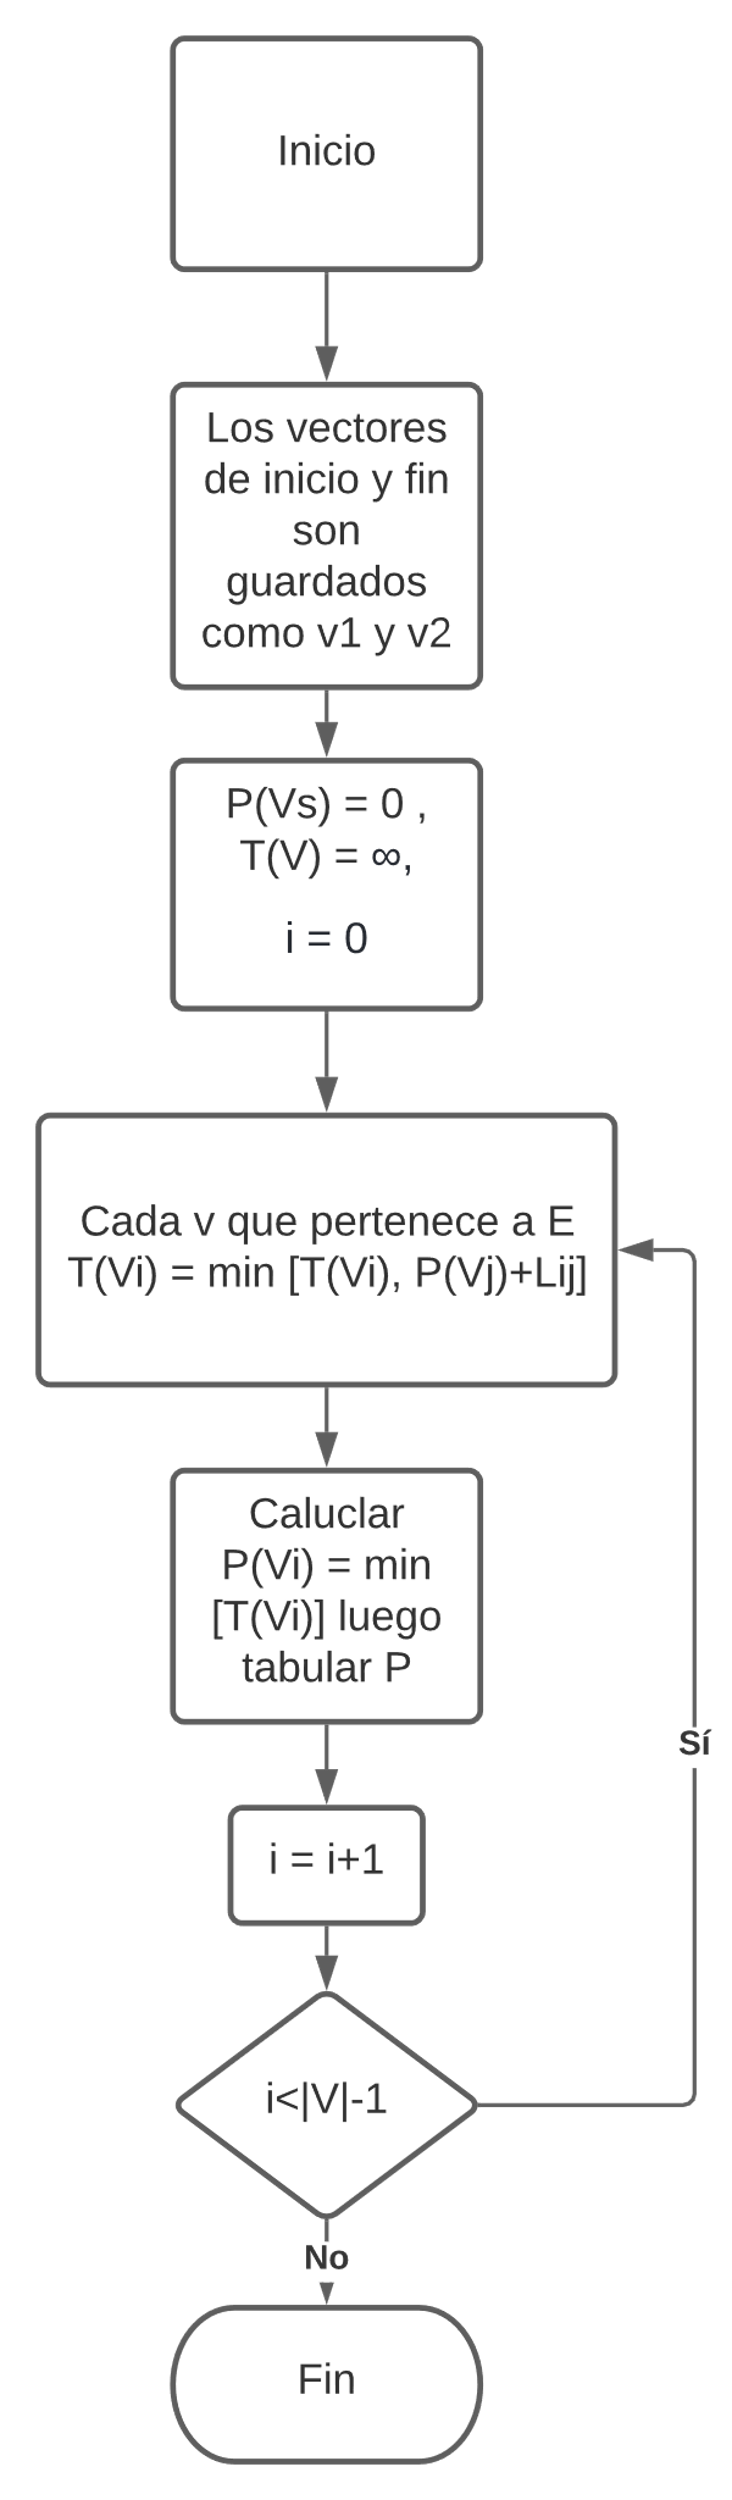 Inicio
Los vectores
de inicio y fin
son
guardados
como v1 y v2
P(Vs) = 0 ,
T(V) = ∞,
i = 0
Cada v que pertenece a E
T(Vi) = min [T(Vi), P(Vj)+Lij]
Caluclar
P(Vi) = min
[T(Vi)] luego
tabular P
Sí
i = i+1
i<|V|-1
No
Fin